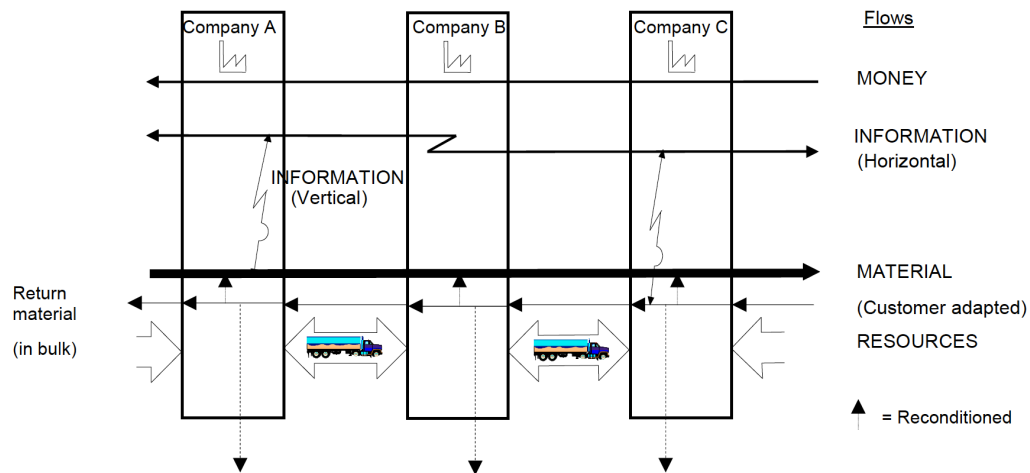 Company A
Company B
Company C
Flows
MONEY
INFORMATION
(Horizontal)
INFORMATION
(Vertical)
MATERIAL
(Customer adapted)
RESOURCES
Return
material
(in bulk)
= Reconditioned